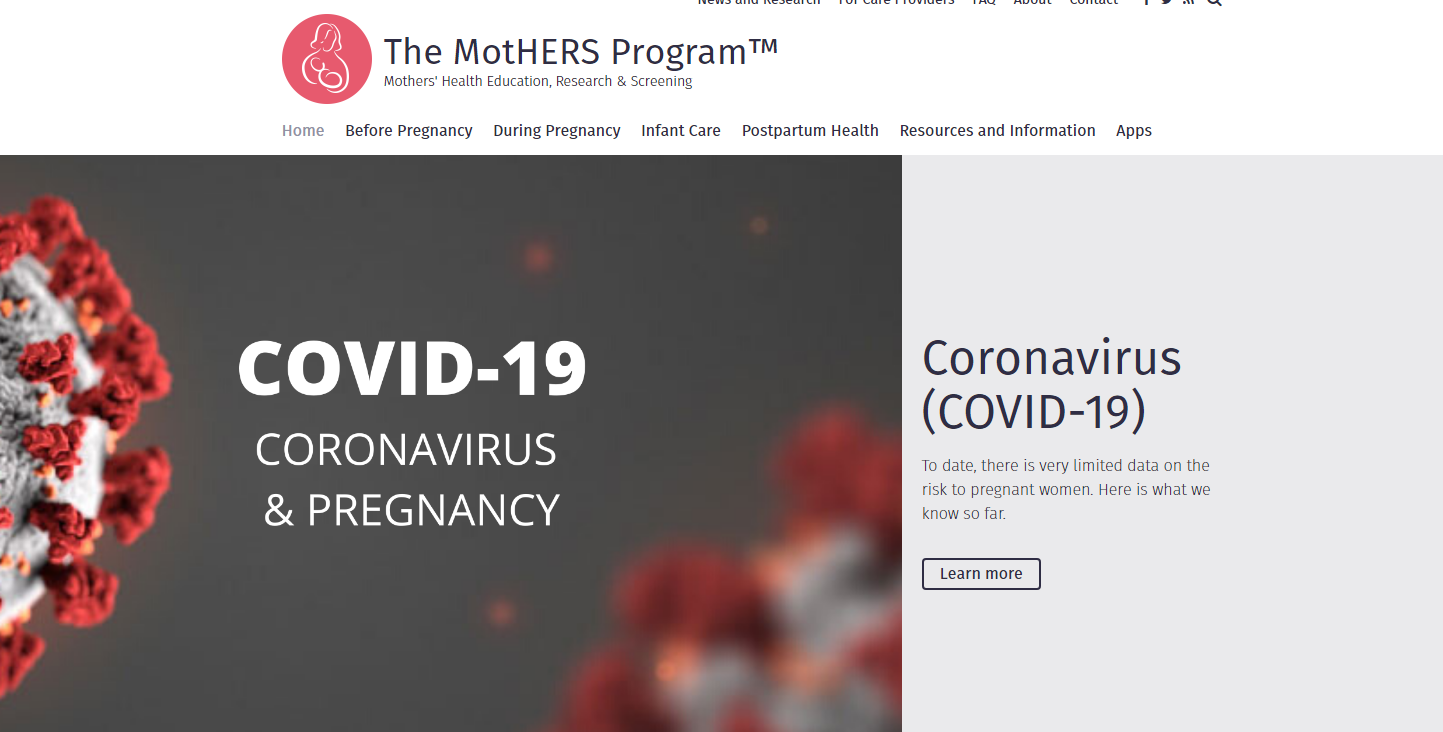 News and Research For Care Providers FAQ About Contact
The MotHERS Program™
Mothers' Health Education, Research & Screening
Home Before Pregnancy During Pregnancy Infant Care Postpartum Health Resources and Information Apps
COVID-19
CORONAVIRUS
& PREGNANCY
Coronavirus
(COVID-19)
To date, there is very limited data on the
risk to pregnant women. Here is what we
know so far.
Learn more